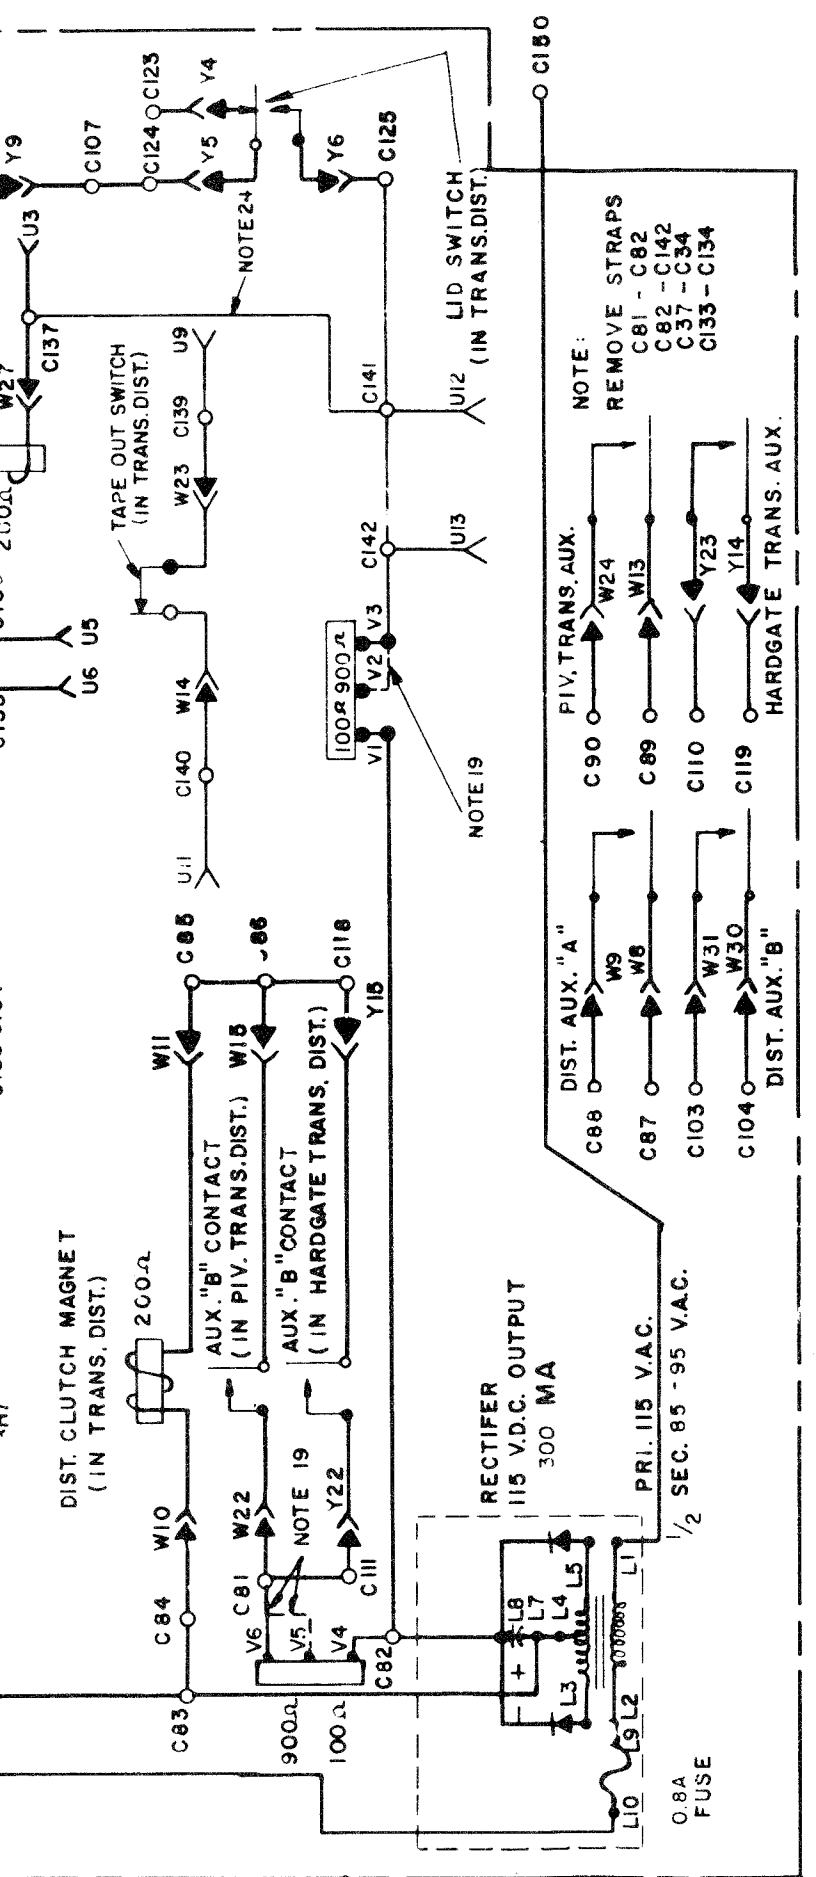 Y9
C107
C124
C123
Y5
Y4
Y6
C125
U3
C137
W27
NOTE 24
LID SWITCH
(IN TRANS.DIST.)
C150
TAPE OUT SWITCH
(IN TRANS.DIST.)
U9
C139
W23
C141
U12
C142
U13
U5
U6
W14
C140
U11
V3
V2
V1
100Ω 900Ω
NOTE 19
NOTE:
REMOVE STRAPS
C81 - C82
C82 - C142
C37 - C34
C133 - C134
PIV. TRANS. AUX.
C90
W24
C89
W13
C110
Y23
C119
Y14
HARDGATE TRANS. AUX.
DIST. AUX. "A"
C88
W9
C87
W8
C103
W31
C104
W30
DIST. AUX. "B"
C85
C118
W11
W15
Y15
DIST. CLUTCH MAGNET
(IN TRANS. DIST.)
200Ω
AUX. "B" CONTACT
(IN PIV. TRANS.DIST.)
AUX. "B" CONTACT
(IN HARDGATE TRANS. DIST.)
W10
C84
C83
W22
C81
NOTE 19
Y22
C111
V6
V5
V4
C82
900Ω
100Ω
RECTIFER
115 V.D.C. OUTPUT
300 MA
PRI. 115 V.A.C.
SEC. 85 - 95 V.A.C.
1/2
L1
L5
L8
L7
L4
L3
+
−
L2
L9
L10
0.8A
FUSE